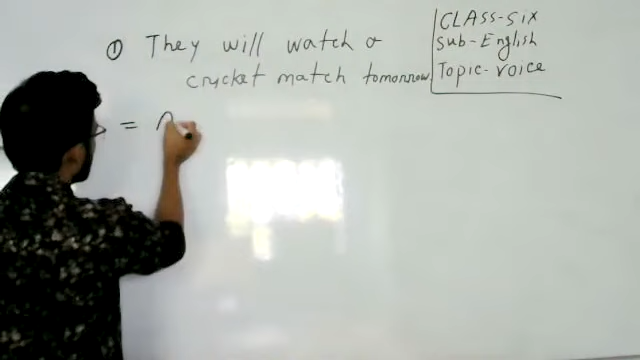 ① They will watch a
cricket match tomorrow
= A
CLASS-SIX
Sub-English
Topic-Voice